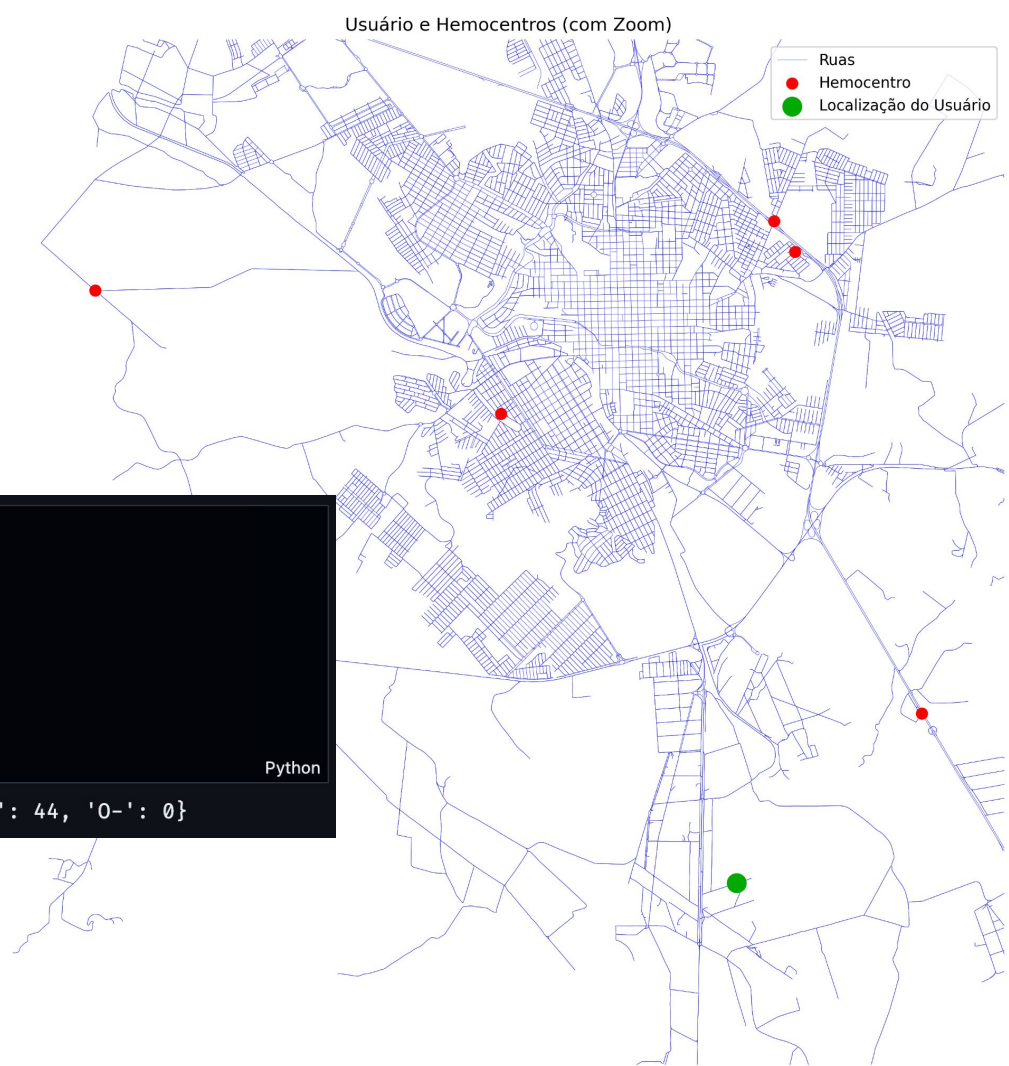 Usuário e Hemocentros (com Zoom)
Ruas
Hemocentro
Localização do Usuário
Python
': 44, 'O-': 0}